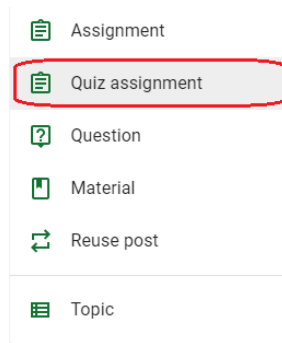 Assignment
Quiz assignment
Question
Material
Reuse post
Topic